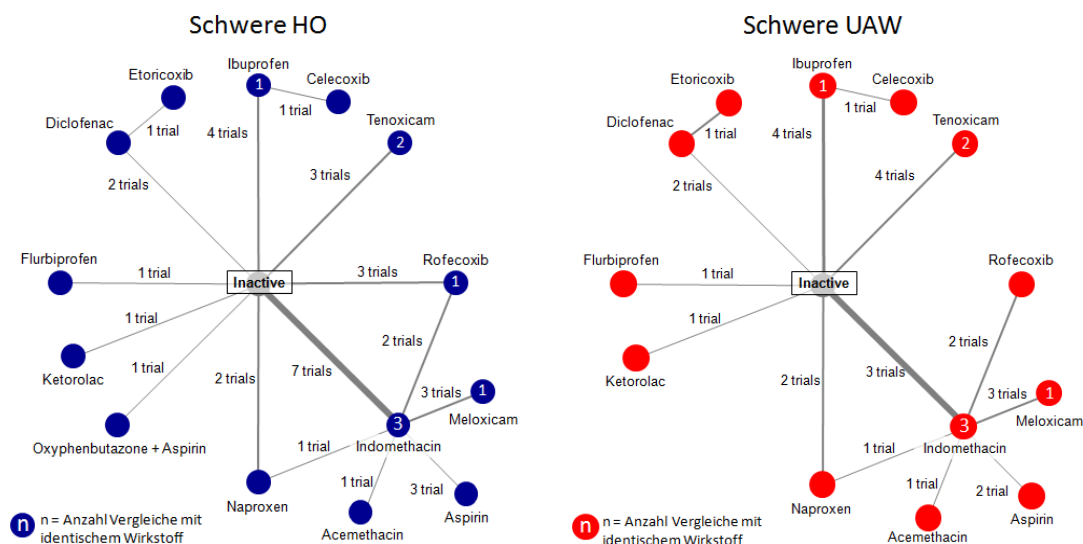 Schwere HO
Ibuprofen
Etoricoxib
Celecoxib
1
1 trial
Diclofenac
1 trial
4 trials
Tenoxicam
2
2 trials
3 trials
Flurbiprofen
1 trial
Inactive
3 trials
Rofecoxib
1
1 trial
Ketorolac
1 trial
2 trials
7 trials
2 trials
3 trials
1
Meloxicam
Oxyphenbutazone + Aspirin
3
Indomethacin
1 trial
1 trial
3 trial
Naproxen
Acemethacin
Aspirin
n
n = Anzahl Vergleiche mit
identischem Wirkstoff
Schwere UAW
Ibuprofen
Etoricoxib
Celecoxib
1
1 trial
Diclofenac
1 trial
4 trials
Tenoxicam
2
2 trials
4 trials
Flurbiprofen
1 trial
Inactive
Rofecoxib
1 trial
Ketorolac
2 trials
3 trials
2 trials
3 trials
1
Meloxicam
3
Indomethacin
1 trial
1 trial
2 trial
Naproxen
Acemethacin
Aspirin
n
n = Anzahl Vergleiche mit
identischem Wirkstoff